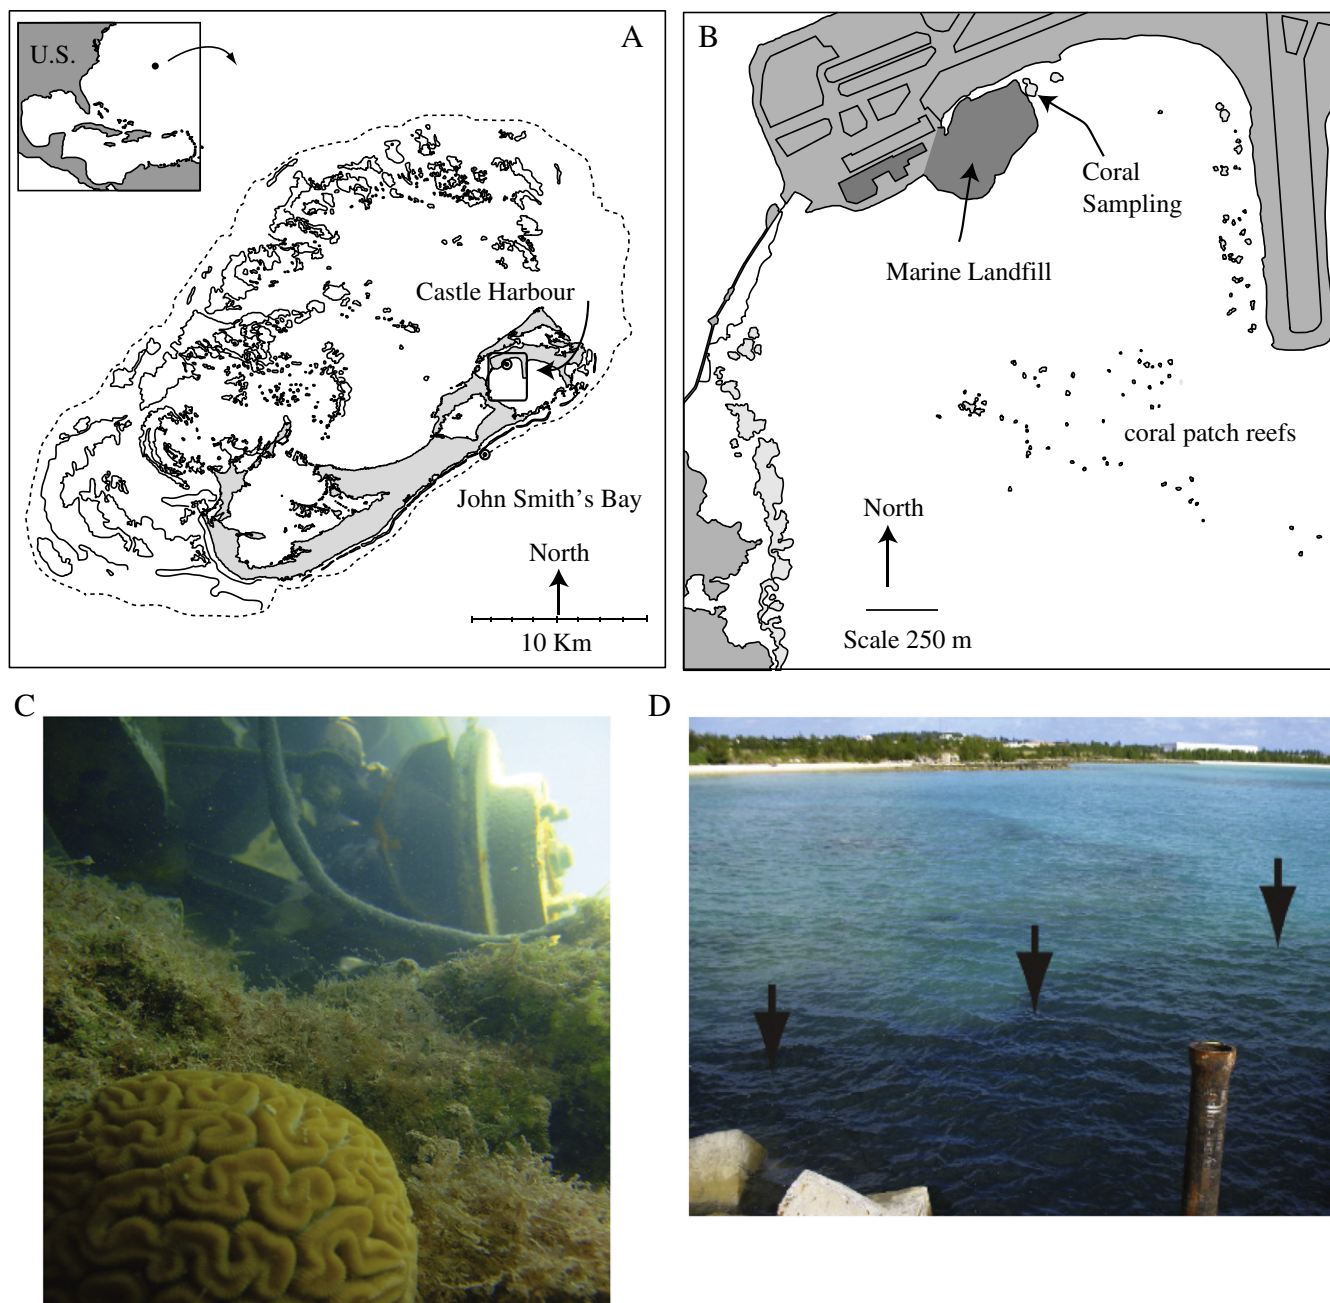 A
U.S.
Castle Harbour
John Smith's Bay
North
10 Km
B
Coral
Sampling
Marine Landfill
coral patch reefs
North
Scale 250 m
C
D